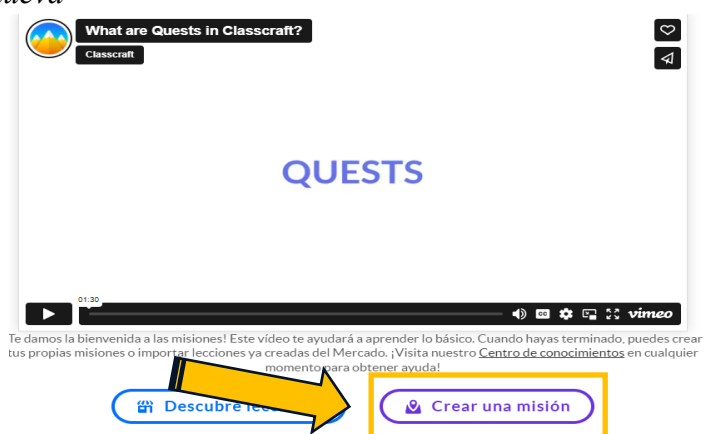 What are Quests in Classcraft?
Classcraft
QUESTS
01:30
vimeo
Te damos la bienvenida a las misiones! Este vídeo te ayudará a aprender lo básico. Cuando hayas terminado, puedes crear
tus propias misiones o importar lecciones ya creadas del Mercado. ¡Visita nuestro Centro de conocimientos en cualquier
momento para obtener ayuda!
Descubre
Crear una misión